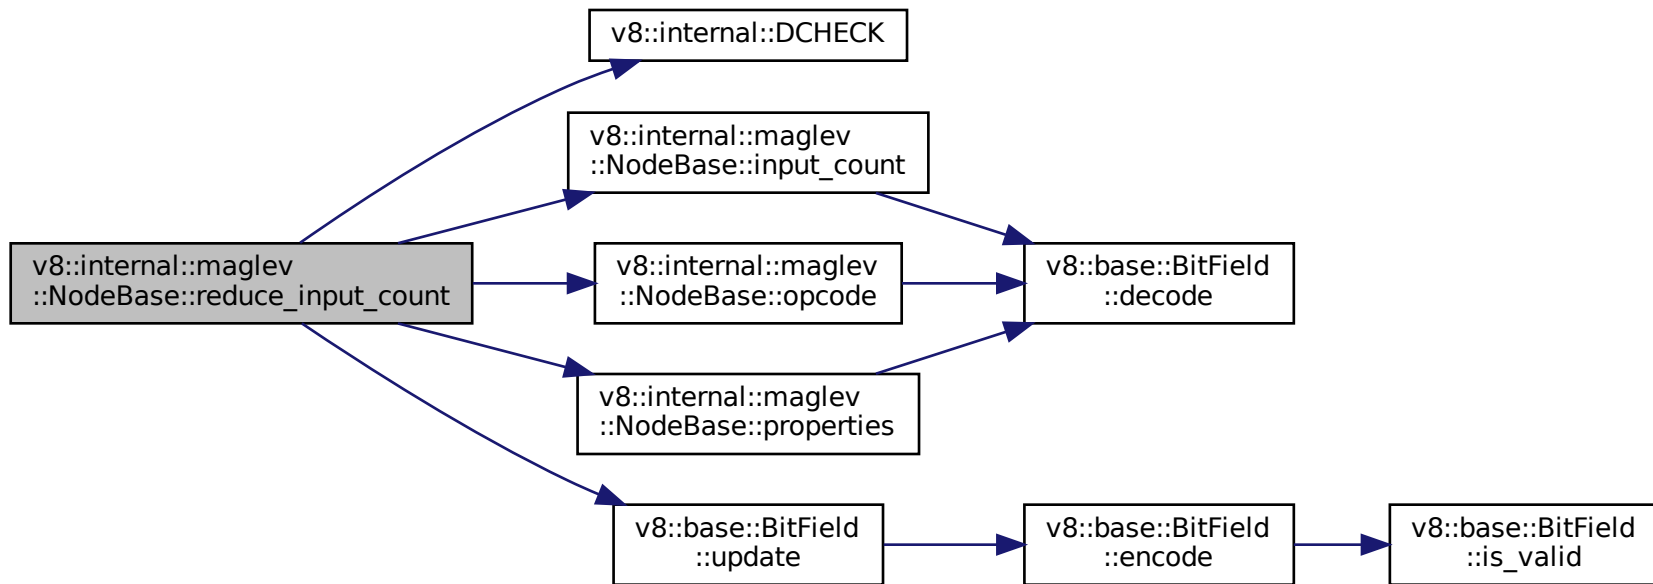 v8::internal::DCHECK
v8::internal::maglev
::NodeBase::input_count
v8::internal::maglev
::NodeBase::reduce_input_count
v8::internal::maglev
::NodeBase::opcode
v8::base::BitField
::decode
v8::internal::maglev
::NodeBase::properties
v8::base::BitField
::update
v8::base::BitField
::encode
v8::base::BitField
::is_valid